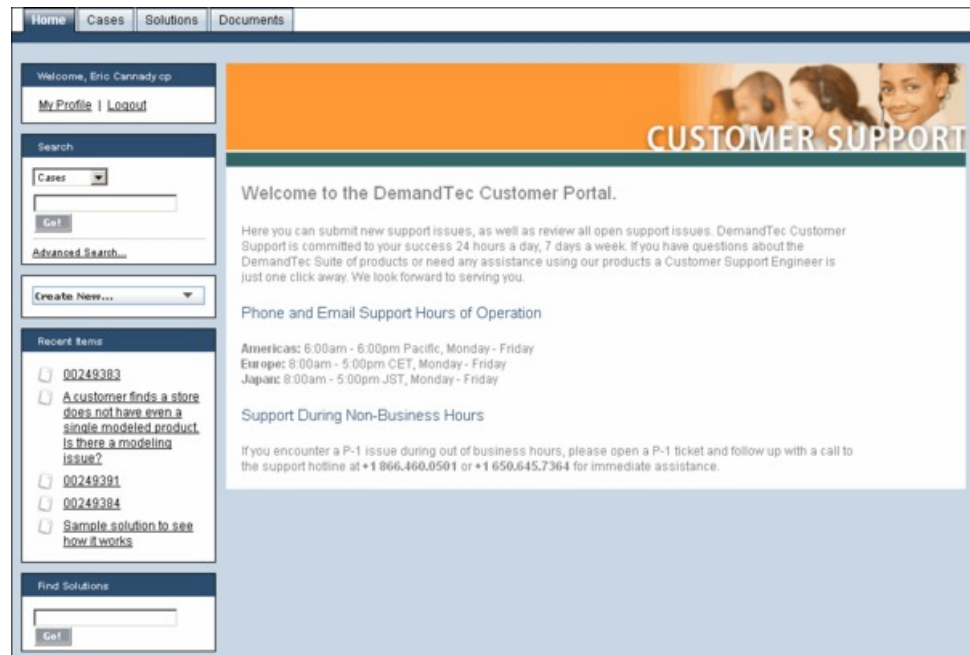 Home Cases Solutions Documents
Welcome, Eric Cannady cp
My Profile | Logout
Search
Cases
Go!
Advanced Search...
Create New...
Recent Items
00249383
A customer finds a store
does not have even a
single modeled product.
Is there a modeling
issue?
00249391
00249384
Sample solution to see
how it works
Find Solutions
Go!
CUSTOMER SUPPORT
Welcome to the DemandTec Customer Portal.
Here you can submit new support issues, as well as review all open support issues. DemandTec Customer
Support is committed to your success 24 hours a day, 7 days a week. If you have questions about the
DemandTec Suite of products or need any assistance using our products a Customer Support Engineer is
just one click away. We look forward to serving you.
Phone and Email Support Hours of Operation
Americas: 6:00am - 6:00pm Pacific, Monday - Friday
Europe: 8:00am - 5:00pm CET, Monday - Friday
Japan: 8:00am - 5:00pm JST, Monday - Friday
Support During Non-Business Hours
If you encounter a P-1 issue during out of business hours, please open a P-1 ticket and follow up with a call to
the support hotline at +1 866.460.0501 or +1 650.645.7364 for immediate assistance.